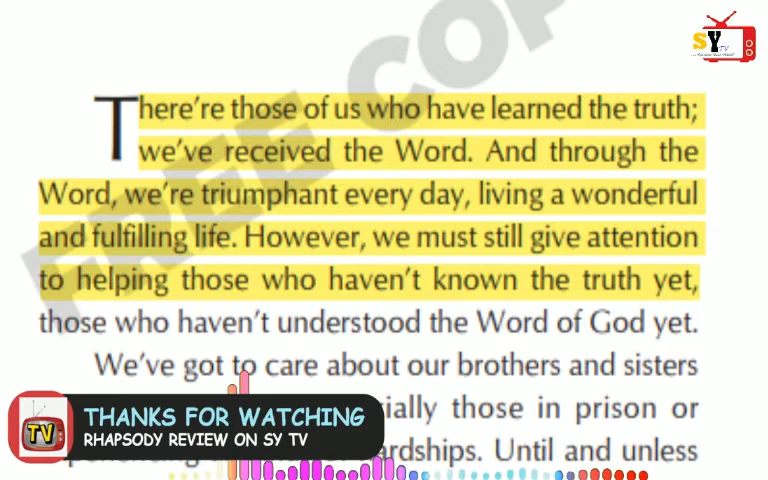 FREE COP
SY
TV
There're those of us who have learned the truth;
we've received the Word. And through the
Word, we're triumphant every day, living a wonderful
and fulfilling life. However, we must still give attention
to helping those who haven't known the truth yet,
those who haven't understood the Word of God yet.
We've got to care about our brothers and sisters
ially those in prison or
rdships. Until and unless
TV
THANKS FOR WATCHING
RHAPSODY REVIEW ON SY TV